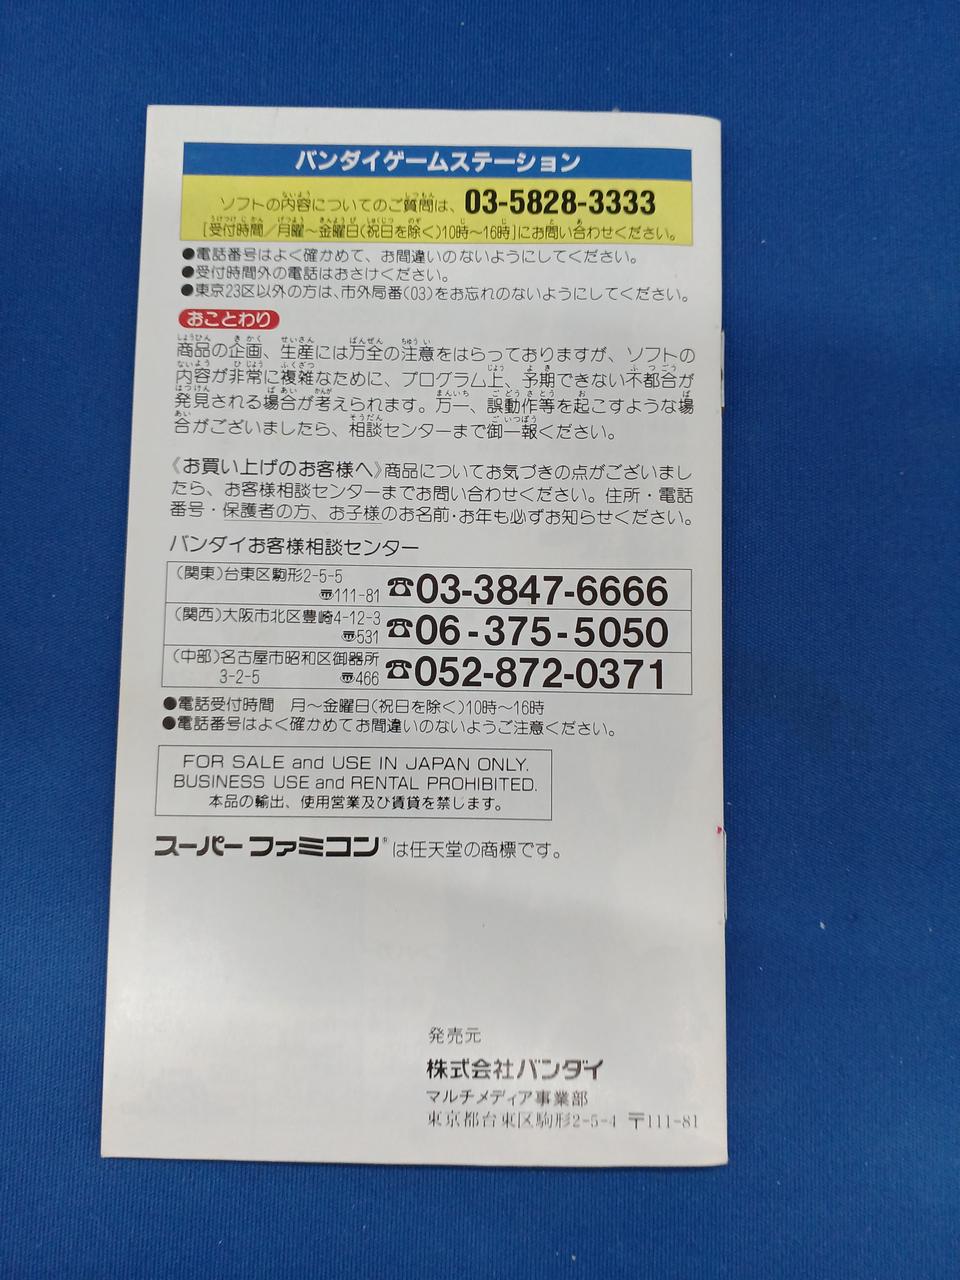 バンダイゲームステーション
ソフトの内容についてのご質問は、03-5828-3333
[受付時間/月曜〜金曜日(祝日を除く)10時〜16時]にお問い合わせください。
●電話番号はよく確かめて、お間違いのないようにしてください。
●受付時間外の電話はおさけください。
●東京23区以外の方は、市外局番(03)をお忘れのないようにしてください。
おことわり
商品の企画、生産には万全の注意をはらっておりますが、ソフトの
内容が非常に複雑なために、プログラム上、予期できない不都合が
発見される場合が考えられます。万一、誤動作等を起こすような場
合がございましたら、相談センターまで御一報ください。
《お買い上げのお客様へ》商品についてお気づきの点がございまし
たら、お客様相談センターまでお問い合わせください。住所・電話
番号・保護者の方、お子様のお名前・お年も必ずお知らせください。
バンダイお客様相談センター
(関東)台東区駒形2-5-5
〠111-81 ☎03-3847-6666
(関西)大阪市北区豊崎4-12-3
〠531 ☎06-375-5050
(中部)名古屋市昭和区御器所
3-2-5 〠466 ☎052-872-0371
●電話受付時間 月〜金曜日(祝日を除く)10時〜16時
●電話番号はよく確かめてお間違いのないようご注意ください。
FOR SALE and USE IN JAPAN ONLY.
BUSINESS USE and RENTAL PROHIBITED.
本品の輸出、使用営業及び賃貸を禁じます。
スーパーファミコン®は任天堂の商標です。
発売元
株式会社バンダイ
マルチメディア事業部
東京都台東区駒形2-5-4 〒111-81